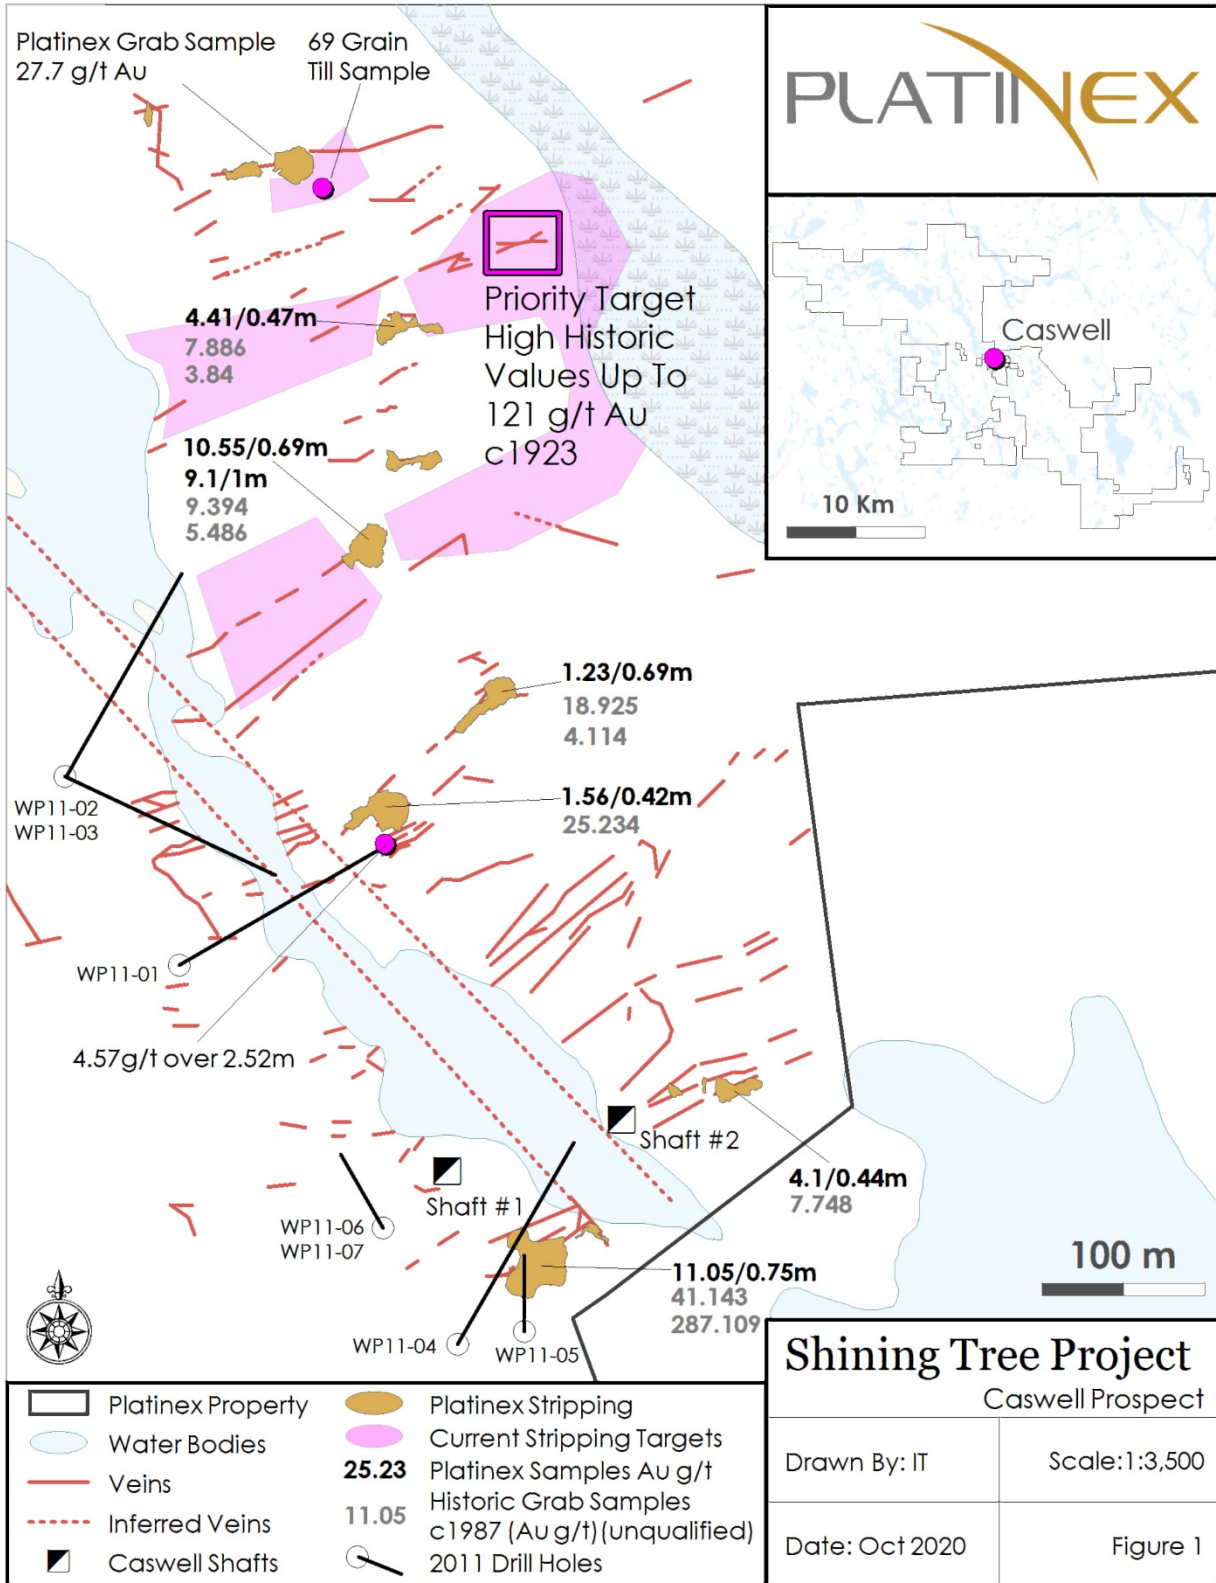 Platinex Grab Sample
27.7 g/t Au
69 Grain
Till Sample
PLATINEX
Caswell
10 Km
Priority Target
High Historic
Values Up To
121 g/t Au
c1923
4.41/0.47m
7.886
3.84
10.55/0.69m
9.1/1m
9.394
5.486
1.23/0.69m
18.925
4.114
1.56/0.42m
25.234
WP11-02
WP11-03
WP11-01
4.57g/t over 2.52m
Shaft #2
Shaft #1
4.1/0.44m
7.748
WP11-06
WP11-07
11.05/0.75m
41.143
287.109
WP11-04
WP11-05
100 m
Platinex Property
Water Bodies
Veins
Inferred Veins
Caswell Shafts
Platinex Stripping
Current Stripping Targets
25.23 Platinex Samples Au g/t
11.05 Historic Grab Samples
c1987 (Au g/t)(unqualified)
2011 Drill Holes
Shining Tree Project
Caswell Prospect
Drawn By: IT
Scale:1:3,500
Date: Oct 2020
Figure 1